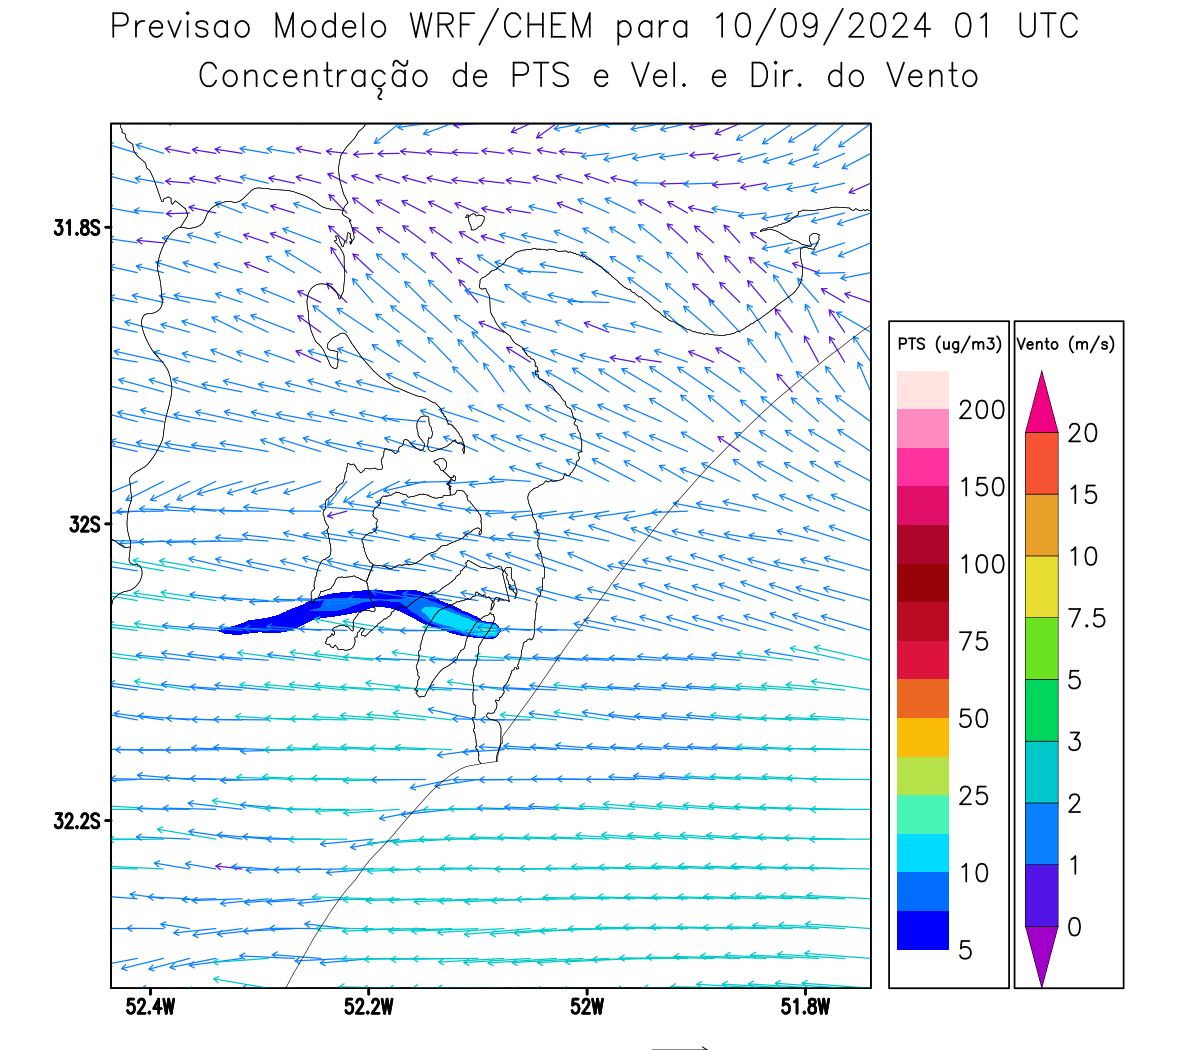 Previsao Modelo WRF/CHEM para 10/09/2024 01 UTC
Concentração de PTS e Vel. e Dir. do Vento
31.8S
32S
32.2S
52.4W
52.2W
52W
51.8W
PTS (ug/m3)
200
150
100
75
50
25
10
5
Vento (m/s)
20
15
10
7.5
5
3
2
1
0